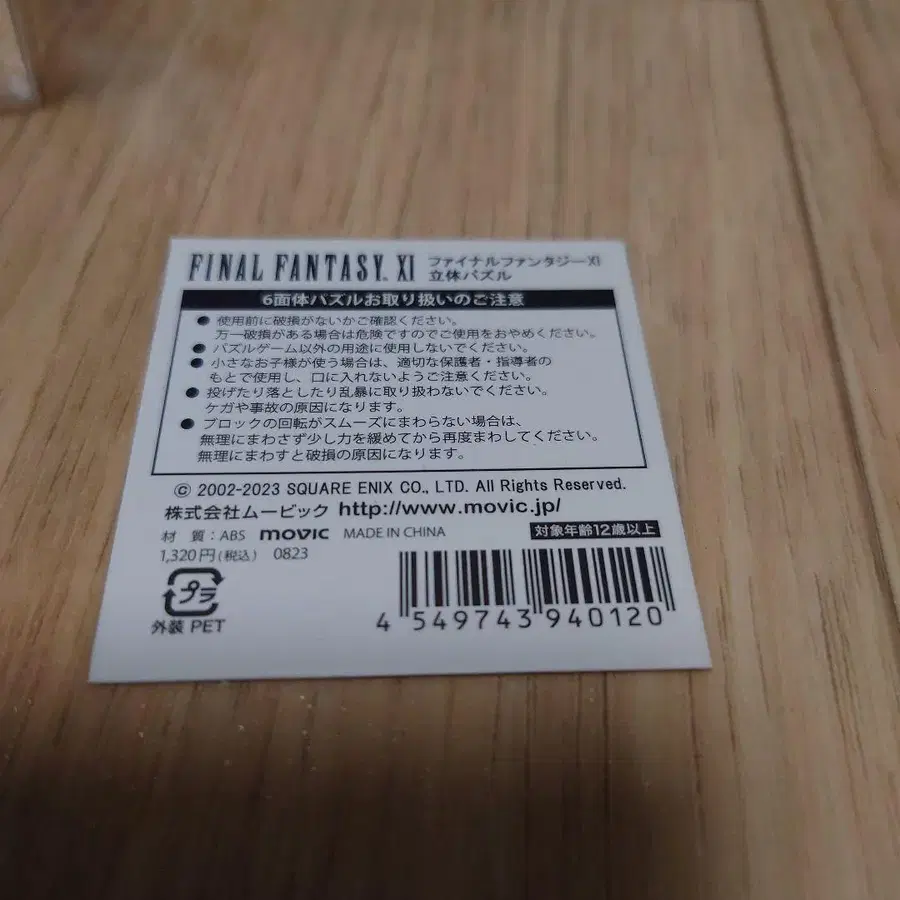 FINAL FANTASY XI ファイナルファンタジーXI
立体パズル
6面体パズルお取り扱いのご注意
● 使用前に破損がないかご確認ください。
万一破損がある場合は危険ですのでご使用をおやめください。
● パズルゲーム以外の用途に使用しないでください。
● 小さなお子様が使う場合は、適切な保護者・指導者の
もとで使用し、口に入れないようご注意ください。
● 投げたり落としたり乱暴に取り扱わないでください。
ケガや事故の原因になります。
● ブロックの回転がスムーズにまわらない場合は、
無理にまわさず少し力を緩めてから再度まわしてください。
無理にまわすと破損の原因になります。
© 2002-2023 SQUARE ENIX CO., LTD. All Rights Reserved.
株式会社ムービック http://www.movic.jp/
材 質:ABS movic MADE IN CHINA 対象年齢12歳以上
1,320円(税込) 0823
プラ
外装 PET
4 549743 940120